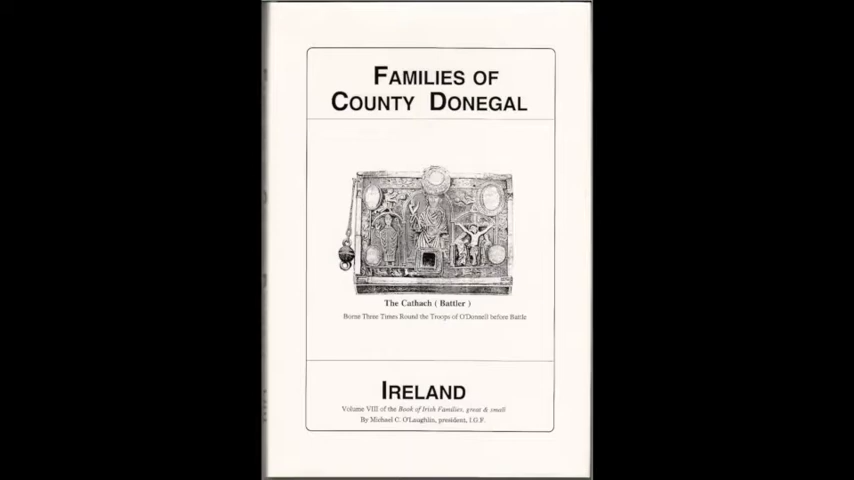 FAMILIES OF
COUNTY DONEGAL
The Cathach ( Battler )
Borne Three Times Round the Troops of O'Donnell before Battle
IRELAND
Volume VIII of the Book of Irish Families, great & small
By Michael C. O'Laughlin, president, I.G.F.